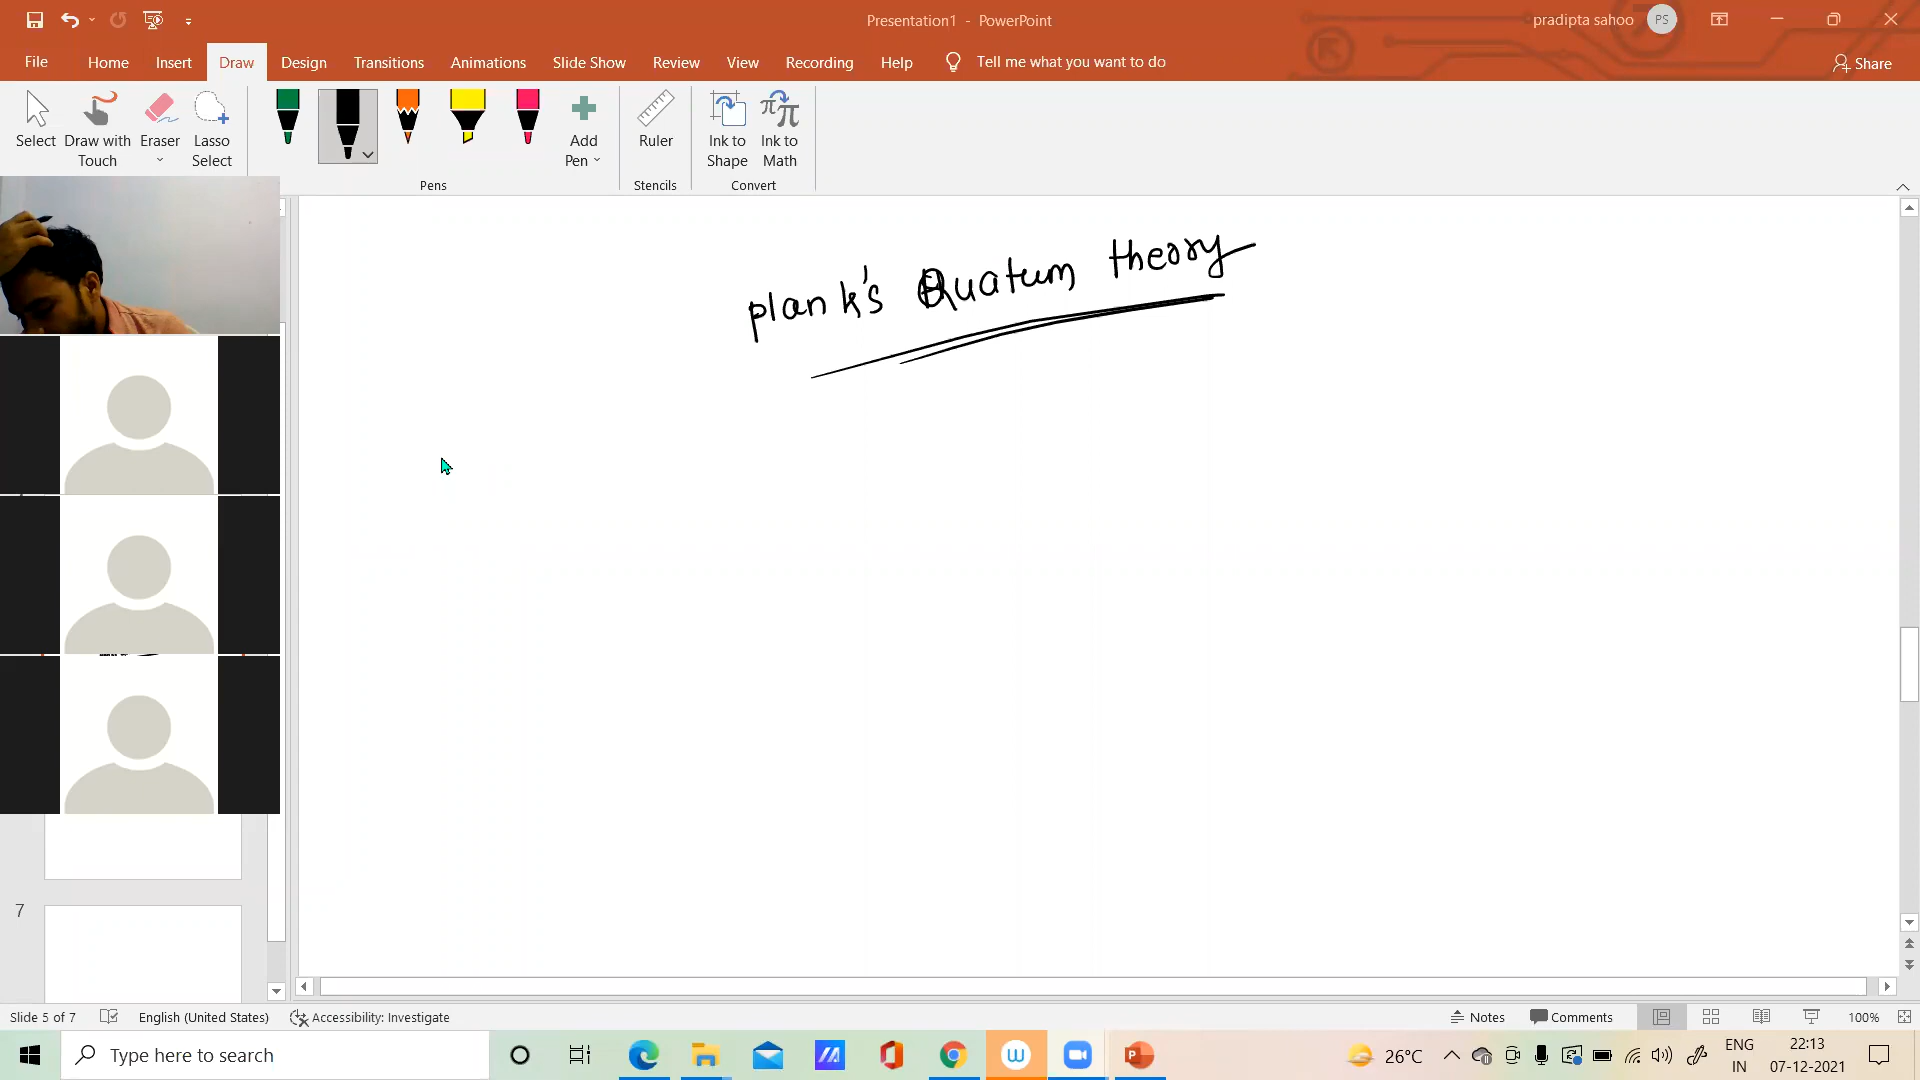 Presentation1 - PowerPoint
pradipta sahoo PS
File Home Insert Draw Design Transitions Animations Slide Show Review View Recording Help Tell me what you want to do Share
Select
Draw with Touch
Eraser
Lasso Select
Add Pen
Ruler
Ink to Shape
Ink to Math
Pens Stencils Convert
plank's Quatum theory
7
Slide 5 of 7 English (United States) Accessibility: Investigate Notes Comments 100%
Type here to search
26°C
ENG IN
22:13
07-12-2021